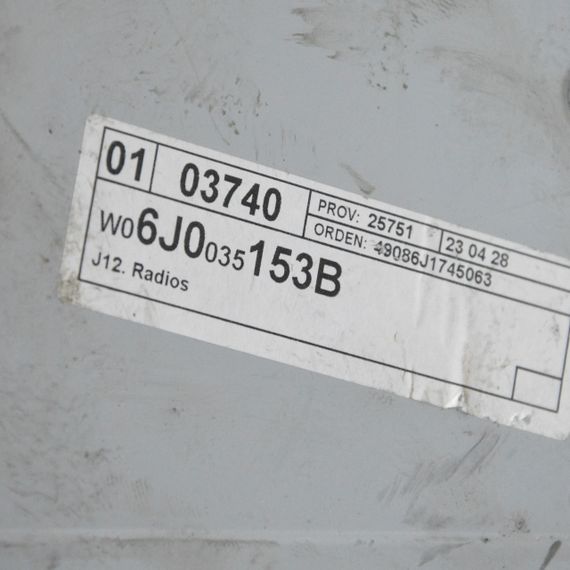 01 03740 PROV: 25751 23 04 28
ORDEN: 49086J1745063
W06J0035153B
J12. Radios